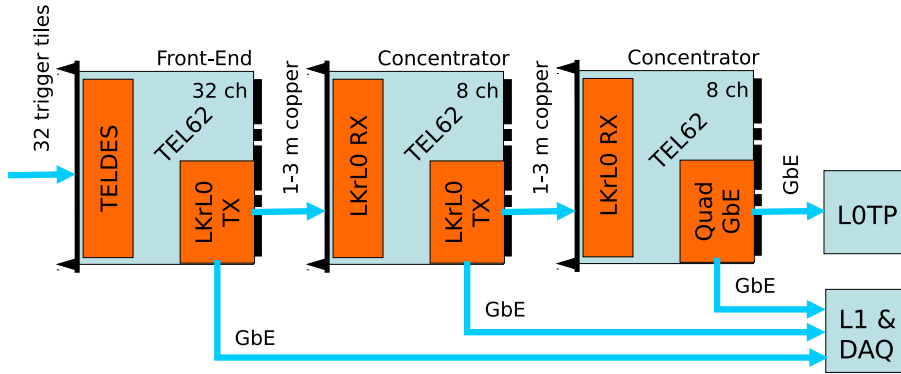 32 trigger tiles
Front-End
32 ch
TEL62
TELDES
LKrL0
TX
1-3 m copper
Concentrator
8 ch
TEL62
LKrL0 RX
LKrL0
TX
1-3 m copper
Concentrator
8 ch
TEL62
LKrL0 RX
Quad
GbE
GbE
L0TP
GbE
GbE
GbE
L1 &
DAQ